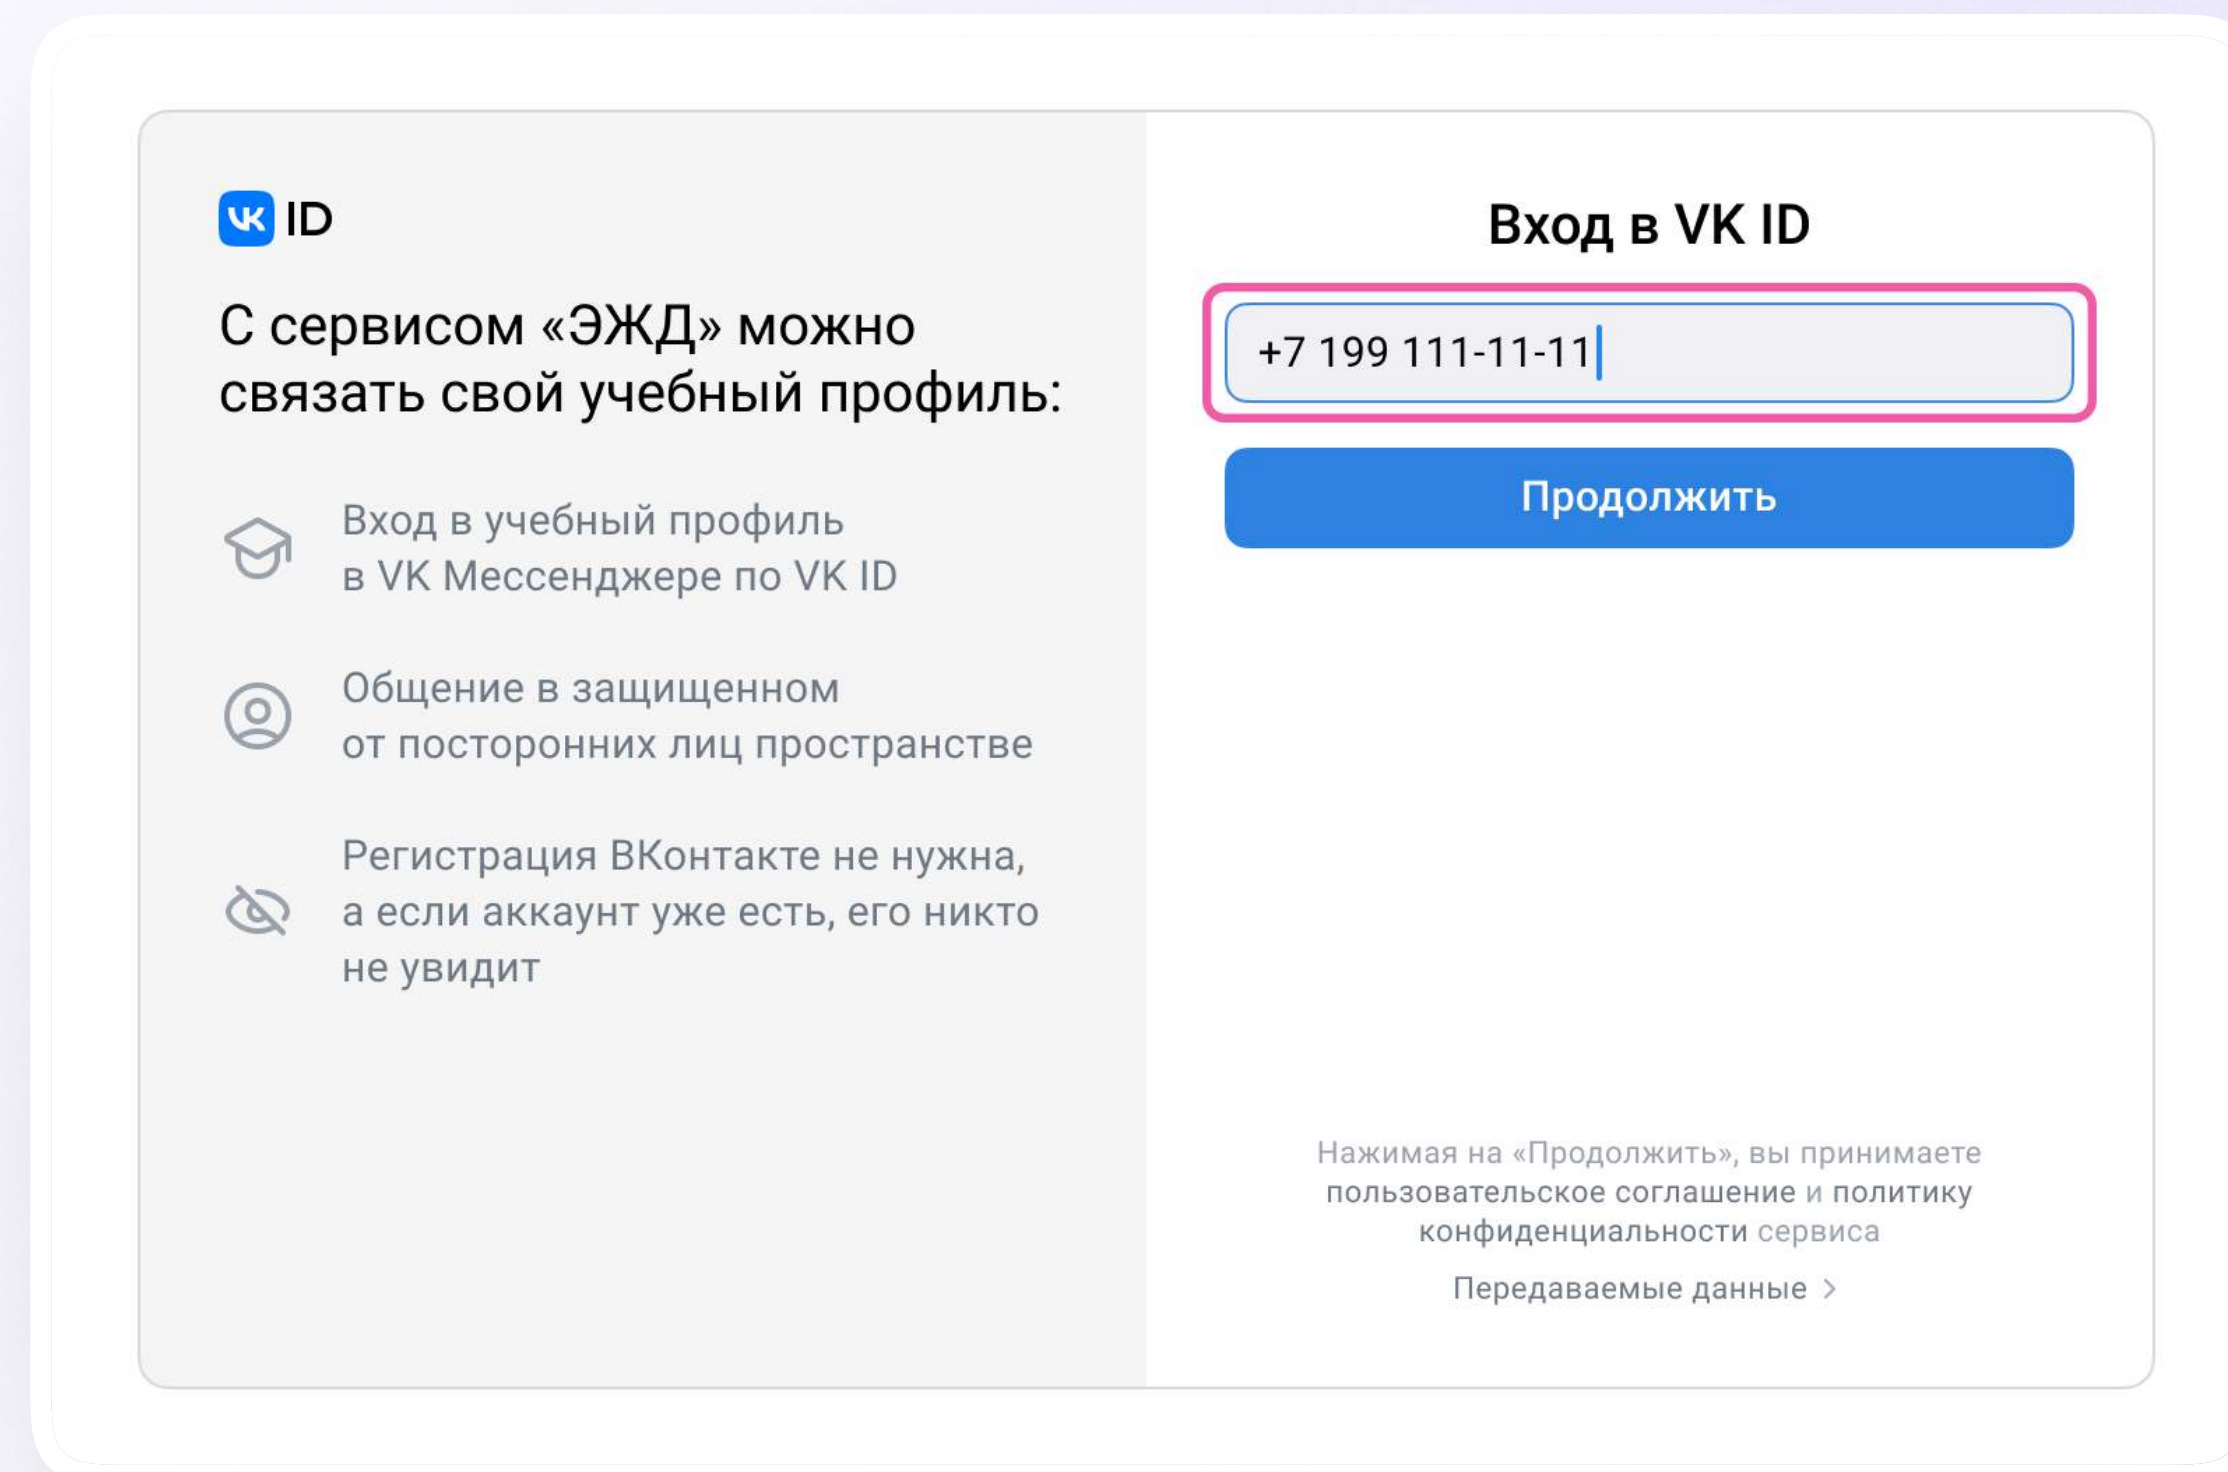 VK ID
С сервисом «ЭЖД» можно
связать свой учебный профиль:
Вход в учебный профиль
в VK Мессенджере по VK ID
Общение в защищенном
от посторонних лиц пространстве
Регистрация ВКонтакте не нужна,
а если аккаунт уже есть, его никто
не увидит
Вход в VK ID
+7 199 111-11-11
Продолжить
Нажимая на «Продолжить», вы принимаете
пользовательское соглашение и политику
конфиденциальности сервиса
Передаваемые данные >